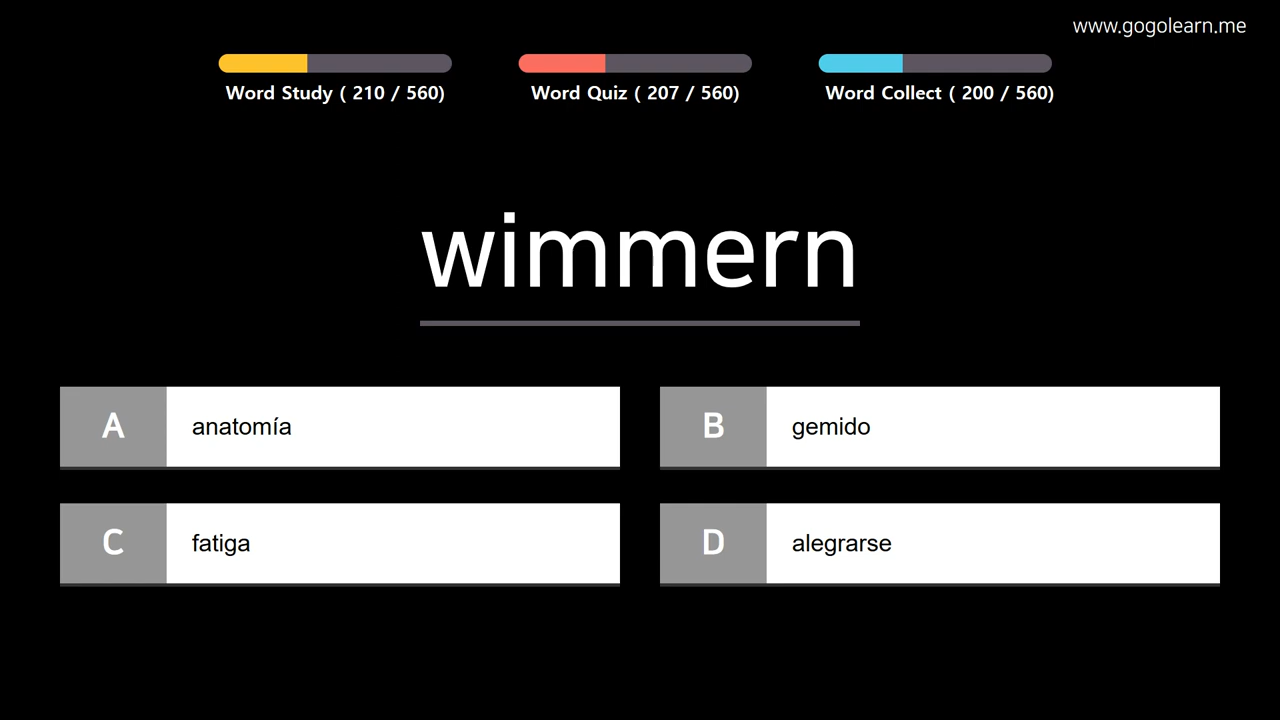 www.gogolearn.me
Word Study ( 210 / 560)
Word Quiz ( 207 / 560)
Word Collect ( 200 / 560)
wimmern
A anatomía
B gemido
C fatiga
D alegrarse